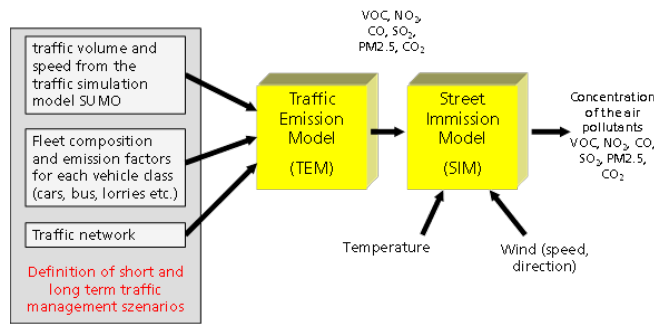 traffic volume and
speed from the
traffic simulation
model SUMO
Fleet composition
and emission factors
for each vehicle class
(cars, bus, lorries etc.)
Traffic network
Definition of short and
long term traffic
management szenarios
Traffic
Emission
Model
(TEM)
VOC, NO₂,
CO, SO₂,
PM2.5, CO₂
Street
Immission
Model
(SIM)
Temperature
Wind (speed,
direction)
Concentration
of the air
pollutants
VOC, NO₂, CO,
SO₂, PM2.5,
CO₂